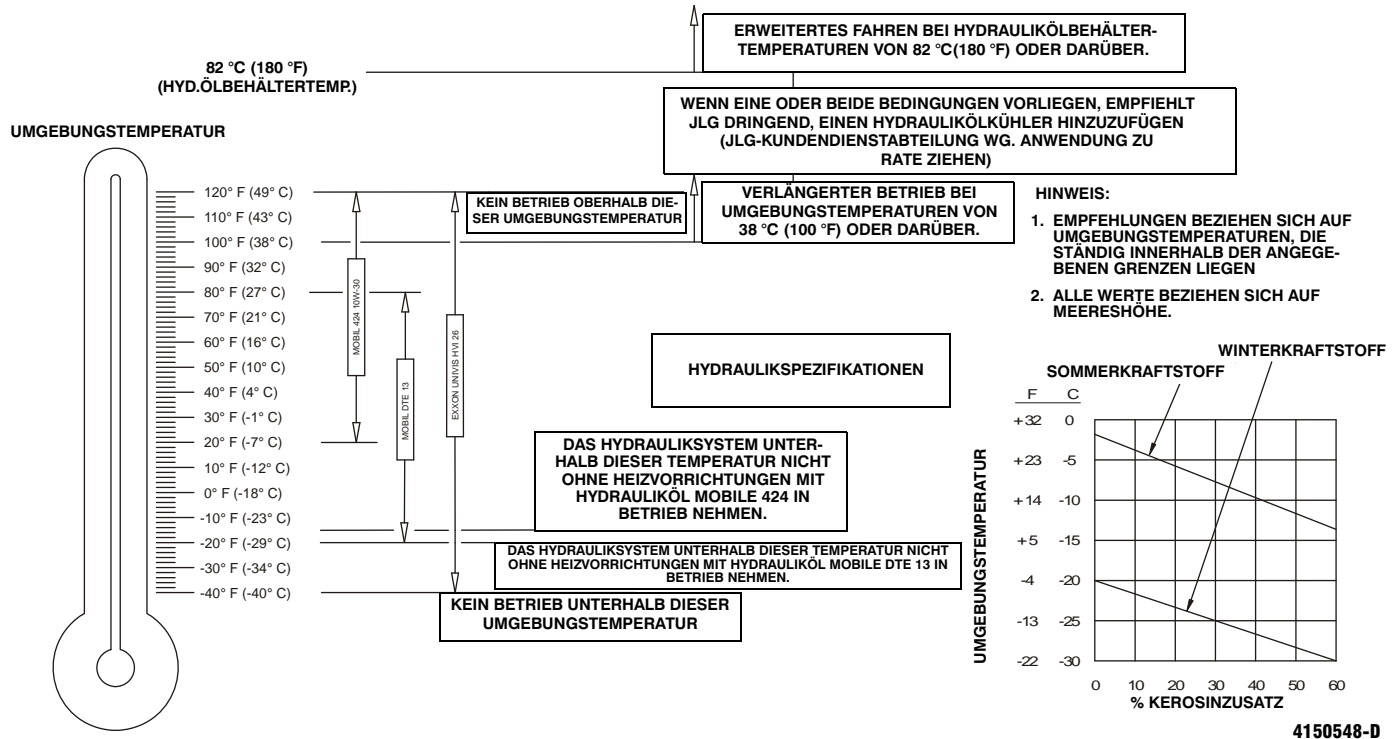 ERWEITERTES FAHREN BEI HYDRAULIKÖLBEHÄLTER-
TEMPERATUREN VON 82 °C(180 °F) ODER DARÜBER.
82 °C (180 °F)
(HYD.ÖLBEHÄLTERTEMP.)
WENN EINE ODER BEIDE BEDINGUNGEN VORLIEGEN, EMPFIEHLT
JLG DRINGEND, EINEN HYDRAULIKÖLKÜHLER HINZUZUFÜGEN
(JLG-KUNDENDIENSTABTEILUNG WG. ANWENDUNG ZU
RATE ZIEHEN)
UMGEBUNGSTEMPERATUR
120° F (49° C)
110° F (43° C)
100° F (38° C)
90° F (32° C)
80° F (27° C)
70° F (21° C)
60° F (16° C)
50° F (10° C)
40° F (4° C)
30° F (-1° C)
20° F (-7° C)
10° F (-12° C)
0° F (-18° C)
-10° F (-23° C)
-20° F (-29° C)
-30° F (-34° C)
-40° F (-40° C)
MOBIL 424 10W-30
MOBIL DTE 13
EXXON UNIVIS HVI 26
KEIN BETRIEB OBERHALB DIE-
SER UMGEBUNGSTEMPERATUR
VERLÄNGERTER BETRIEB BEI
UMGEBUNGSTEMPERATUREN VON
38 °C (100 °F) ODER DARÜBER.
HINWEIS:
1. EMPFEHLUNGEN BEZIEHEN SICH AUF
UMGEBUNGSTEMPERATUREN, DIE
STÄNDIG INNERHALB DER ANGEGE-
BENEN GRENZEN LIEGEN
2. ALLE WERTE BEZIEHEN SICH AUF
MEERESHÖHE.
HYDRAULIKSPEZIFIKATIONEN
DAS HYDRAULIKSYSTEM UNTER-
HALB DIESER TEMPERATUR NICHT
OHNE HEIZVORRICHTUNGEN MIT
HYDRAULIKÖL MOBILE 424 IN
BETRIEB NEHMEN.
DAS HYDRAULIKSYSTEM UNTERHALB DIESER TEMPERATUR NICHT
OHNE HEIZVORRICHTUNGEN MIT HYDRAULIKÖL MOBILE DTE 13 IN
BETRIEB NEHMEN.
KEIN BETRIEB UNTERHALB DIESER
UMGEBUNGSTEMPERATUR
WINTERKRAFTSTOFF
SOMMERKRAFTSTOFF
F C
+32 0
+23 -5
+14 -10
+5 -15
-4 -20
-13 -25
-22 -30
UMGEBUNGSTEMPERATUR
0 10 20 30 40 50 60
% KEROSINZUSATZ
4150548-D